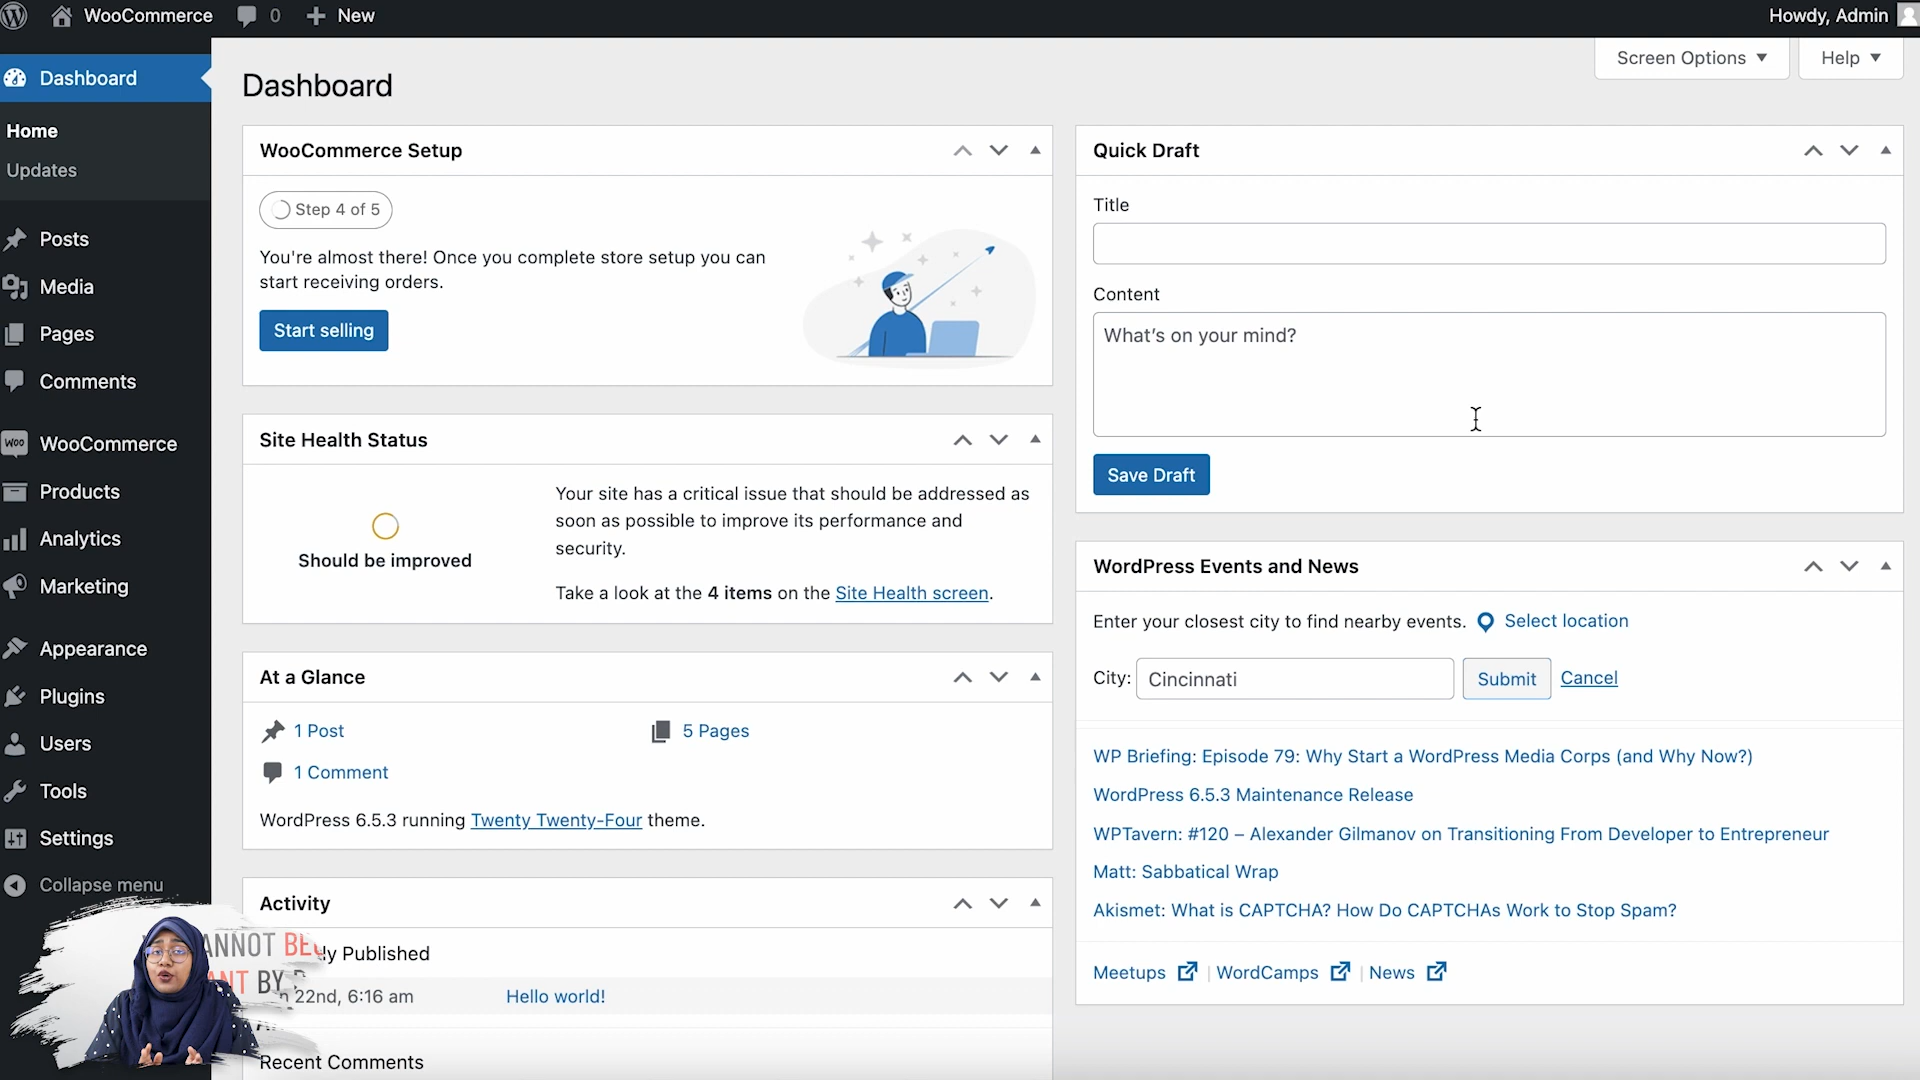 WooCommerce
0
New
Howdy, Admin
Screen Options
Help
Dashboard
Home
Updates
Posts
Media
Pages
Comments
Woo
WooCommerce
Products
Analytics
Marketing
Appearance
Plugins
Users
Tools
Settings
Collapse menu
Dashboard
WooCommerce Setup
Step 4 of 5
You're almost there! Once you complete store setup you can
start receiving orders.
Start selling
Site Health Status
Should be improved
Your site has a critical issue that should be addressed as
soon as possible to improve its performance and
security.
Take a look at the 4 items on the Site Health screen.
At a Glance
1 Post
5 Pages
1 Comment
WordPress 6.5.3 running Twenty Twenty-Four theme.
Activity
Published
22nd, 6:16 am
Hello world!
Recent Comments
Quick Draft
Title
Content
What's on your mind?
Save Draft
WordPress Events and News
Enter your closest city to find nearby events.
Select location
City:
Cincinnati
Submit
Cancel
WP Briefing: Episode 79: Why Start a WordPress Media Corps (and Why Now?)
WordPress 6.5.3 Maintenance Release
WPTavern: #120 – Alexander Gilmanov on Transitioning From Developer to Entrepreneur
Matt: Sabbatical Wrap
Akismet: What is CAPTCHA? How Do CAPTCHAs Work to Stop Spam?
Meetups | WordCamps | News
BY